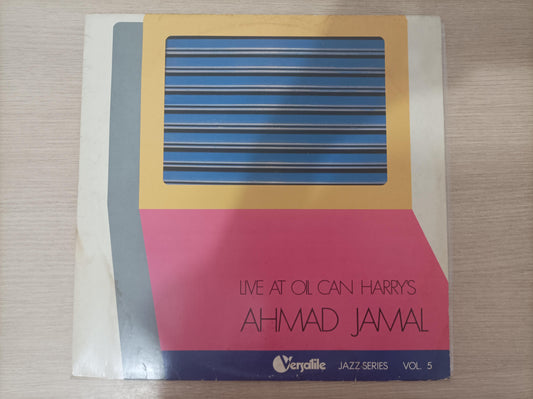 LIVE AT OIL CAN HARRY'S
AHMAD JAMAL
Versatile JAZZ SERIES VOL. 5